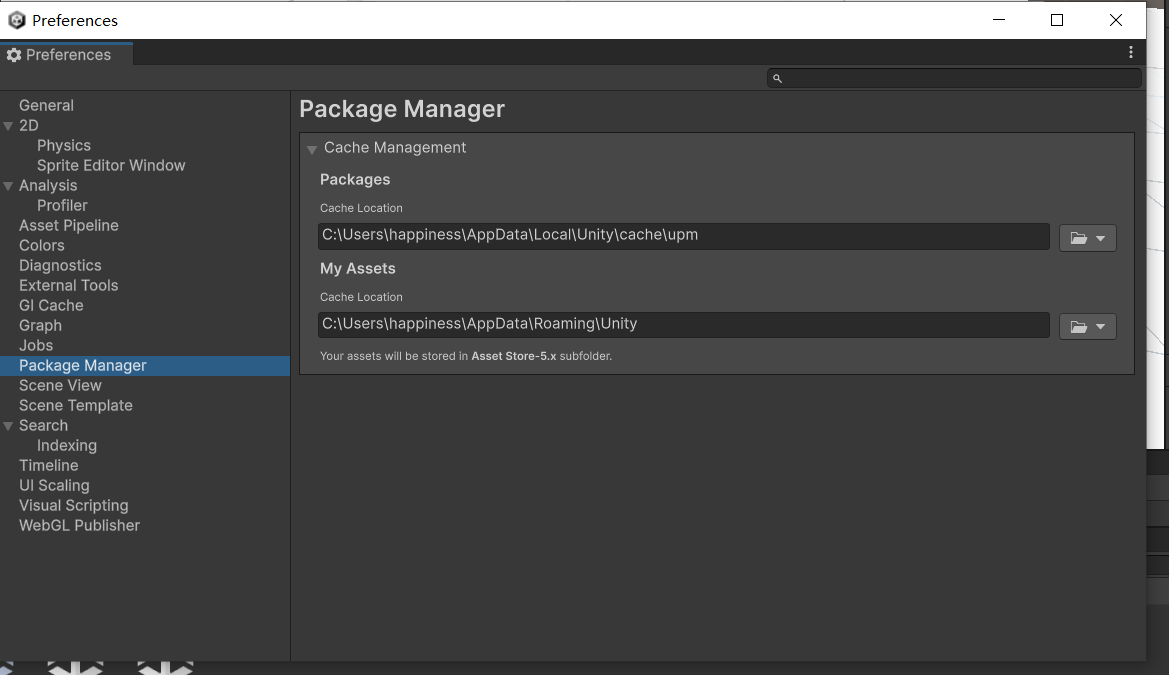 Preferences
Preferences
General
2D
Physics
Sprite Editor Window
Analysis
Profiler
Asset Pipeline
Colors
Diagnostics
External Tools
GI Cache
Graph
Jobs
Package Manager
Scene View
Scene Template
Search
Indexing
Timeline
UI Scaling
Visual Scripting
WebGL Publisher
Package Manager
Cache Management
Packages
Cache Location
C:\Users\happiness\AppData\Local\Unity\cache\upm
My Assets
Cache Location
C:\Users\happiness\AppData\Roaming\Unity
Your assets will be stored in Asset Store-5.x subfolder.